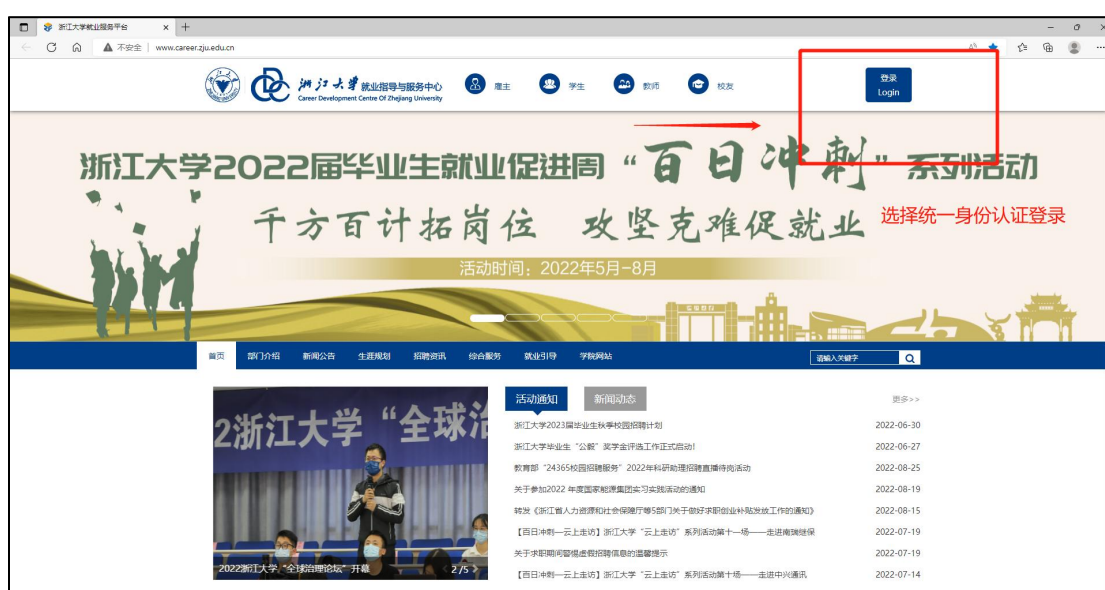 浙江大学就业服务平台
不安全 | www.career.zju.edu.cn
浙江大学 就业指导与服务中心
Career Development Centre Of Zhejiang University
雇主
学生
教师
校友
登录
Login
浙江大学2022届毕业生就业促进周“百日冲刺”系列活动
千方百计拓岗位 攻坚克难促就业
选择统一身份认证登录
活动时间：2022年5月-8月
首页 部门介绍 新闻公告 生涯规划 招聘资讯 综合服务 就业引导 学院网站
请输入关键字
2浙江大学“全球治
2022浙江大学“全球治理论坛”开幕
2/5
活动通知 新闻动态 更多>>
浙江大学2023届毕业生秋季校园招聘计划 2022-06-30
浙江大学毕业生“公毅”奖学金评选工作正式启动! 2022-06-27
教育部“24365校园招聘服务”2022年科研助理招聘直播待岗活动 2022-08-25
关于参加2022 年度国家能源集团实习实践活动的通知 2022-08-19
转发《浙江省人力资源和社会保障厅等5部门关于做好求职创业补贴发放工作的通知》 2022-08-15
【百日冲刺—云上走访】浙江大学“云上走访”系列活动第十一场——走进南瑞继保 2022-07-19
关于求职期间警惕虚假招聘信息的温馨提示 2022-07-19
【百日冲刺—云上走访】浙江大学“云上走访”系列活动第十场——走进中兴通讯 2022-07-14